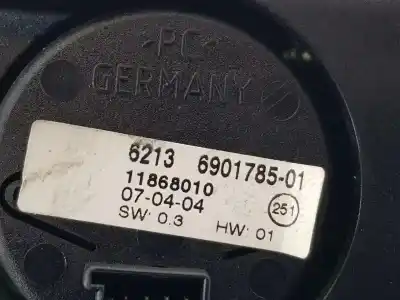 >PC<
GERMANY
6213 6901785-01
11868010
07-04-04 251
SW: 0.3 HW: 01